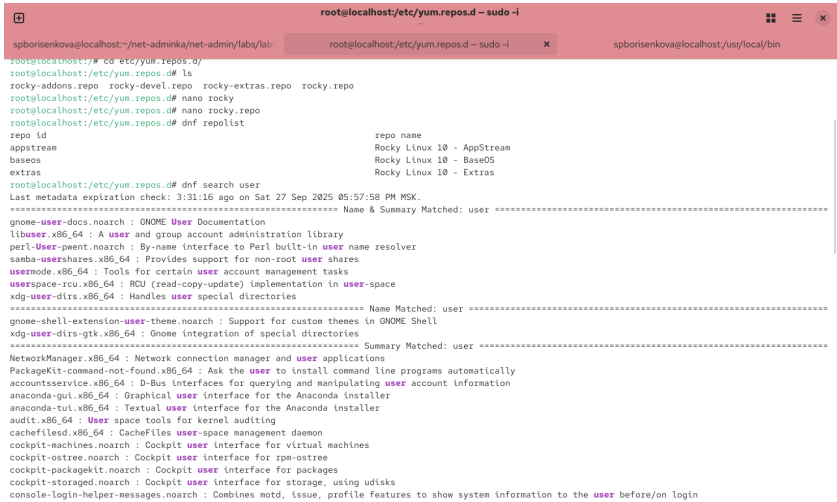 root@localhost:/etc/yum.repos.d — sudo -i
spborisenkova@localhost:~/net-adminka/net-admin/labs/lab
root@localhost:/etc/yum.repos.d — sudo -i
spborisenkova@localhost:/usr/local/bin
root@localhost:/# cd etc/yum.repos.d/
root@localhost:/etc/yum.repos.d# ls
rocky-addons.repo  rocky-devel.repo  rocky-extras.repo  rocky.repo
root@localhost:/etc/yum.repos.d# nano rocky
root@localhost:/etc/yum.repos.d# nano rocky.repo
root@localhost:/etc/yum.repos.d# dnf repolist
repo id                                repo name
appstream                              Rocky Linux 10 - AppStream
baseos                                 Rocky Linux 10 - BaseOS
extras                                 Rocky Linux 10 - Extras
root@localhost:/etc/yum.repos.d# dnf search user
Last metadata expiration check: 3:31:16 ago on Sat 27 Sep 2025 05:57:58 PM MSK.
================================ Name & Summary Matched: user ================================
gnome-user-docs.noarch : GNOME User Documentation
libuser.x86_64 : A user and group account administration library
perl-User-pwent.noarch : By-name interface to Perl built-in user name resolver
samba-usershares.x86_64 : Provides support for non-root user shares
usermode.x86_64 : Tools for certain user account management tasks
userspace-rcu.x86_64 : RCU (read-copy-update) implementation in user-space
xdg-user-dirs.x86_64 : Handles user special directories
================================ Name Matched: user ================================
gnome-shell-extension-user-theme.noarch : Support for custom themes in GNOME Shell
xdg-user-dirs-gtk.x86_64 : Gnome integration of special directories
================================ Summary Matched: user ================================
NetworkManager.x86_64 : Network connection manager and user applications
PackageKit-command-not-found.x86_64 : Ask the user to install command line programs automatically
accountsservice.x86_64 : D-Bus interfaces for querying and manipulating user account information
anaconda-gui.x86_64 : Graphical user interface for the Anaconda installer
anaconda-tui.x86_64 : Textual user interface for the Anaconda installer
audit.x86_64 : User space tools for kernel auditing
cachefilesd.x86_64 : CacheFiles user-space management daemon
cockpit-machines.noarch : Cockpit user interface for virtual machines
cockpit-ostree.noarch : Cockpit user interface for rpm-ostree
cockpit-packagekit.noarch : Cockpit user interface for packages
cockpit-storaged.noarch : Cockpit user interface for storage, using udisks
console-login-helper-messages.noarch : Combines motd, issue, profile features to show system information to the user before/on login